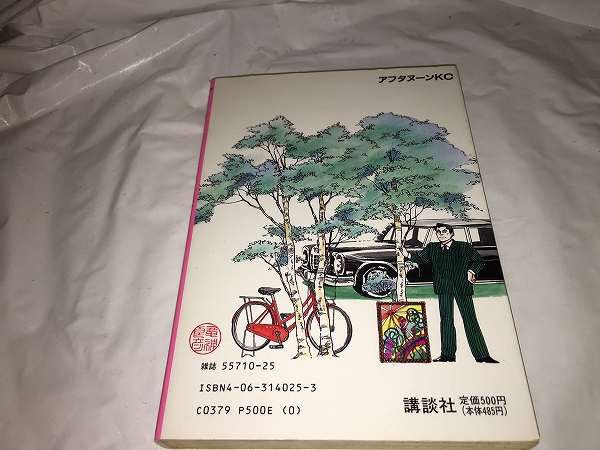 アフタヌーンKC
雑誌 55710-25
ISBN4-06-314025-3
C0379 P500E (0)
講談社
定価500円
(本体485円)